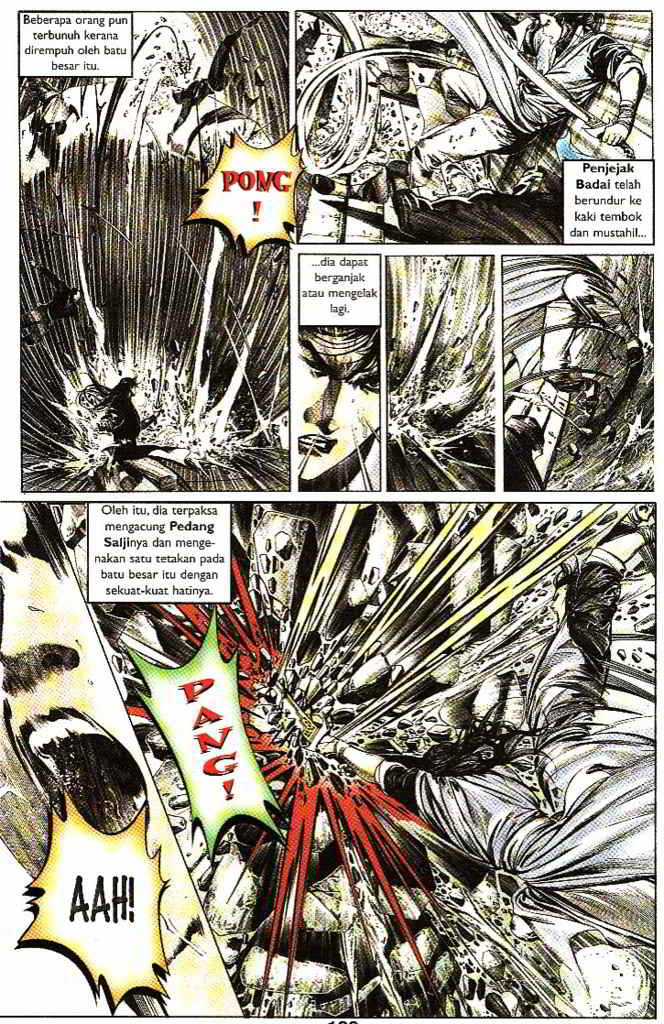 Beberapa orang pun
terbunuh kerana
dirempuh oleh batu
besar itu.
PONG
!
Penjejak
Badai telah
berundur ke
kaki tembok
dan mustahil...
...dia dapat
berganjak
atau mengelak
lagi.
Oleh itu, dia terpaksa
mengacung Pedang
Saljinya dan menge-
nakan satu tetakan pada
batu besar itu dengan
sekuat-kuat hatinya.
PANG!
AAH!